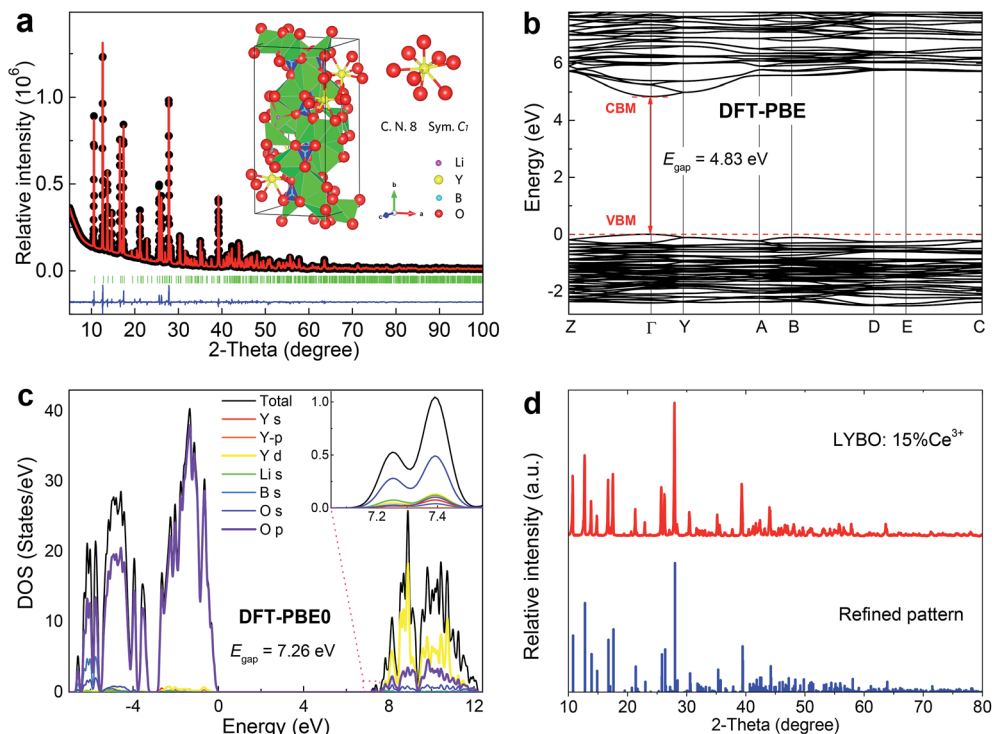 a
Relative intensity (10⁶)
1.0
0.5
0.0
10 20 30 40 50 60 70 80 90 100
2-Theta (degree)
C. N. 8 Sym. C₁
Li
Y
B
O
b
c
a
b
Energy (eV)
6
4
2
0
-2
CBM
DFT-PBE
E_gap = 4.83 eV
VBM
Z Γ Y A B D E C
c
DOS (States/eV)
40
30
20
10
0
-4 0 4 8 12
Energy (eV)
Total
Y s
Y-p
Y d
Li s
B s
O s
O p
DFT-PBE0
E_gap = 7.26 eV
1.0
0.5
0.0
7.2 7.4
d
Relative intensity (a.u.)
LYBO: 15%Ce³⁺
Refined pattern
10 20 30 40 50 60 70 80
2-Theta (degree)